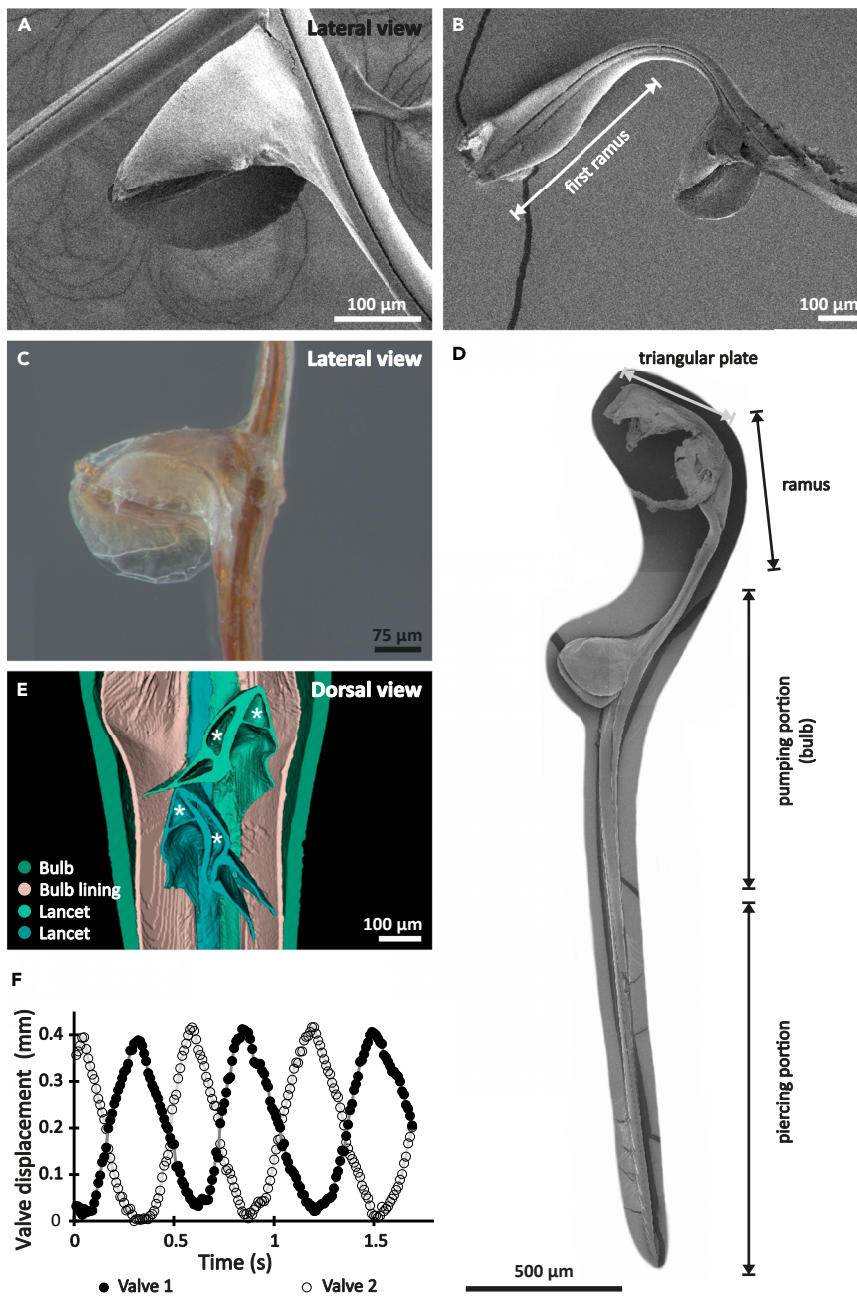 A
Lateral view
100 μm
B
first ramus
100 μm
C
Lateral view
75 μm
D
triangular plate
ramus
pumping portion
(bulb)
piercing portion
500 μm
E
Dorsal view
* *
* *
Bulb
Bulb lining
Lancet
Lancet
100 μm
F
Valve displacement (mm)
0.4
0.3
0.2
0.1
0
0 0.5 1 1.5
Time (s)
Valve 1 Valve 2